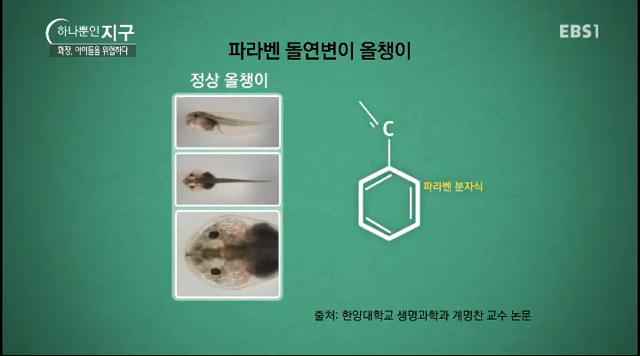 하나뿐인 지구
화장, 아이들을 위협하다
EBS1
파라벤 돌연변이 올챙이
정상 올챙이
C
파라벤 분자식
출처: 한양대학교 생명과학과 계명찬 교수 논문